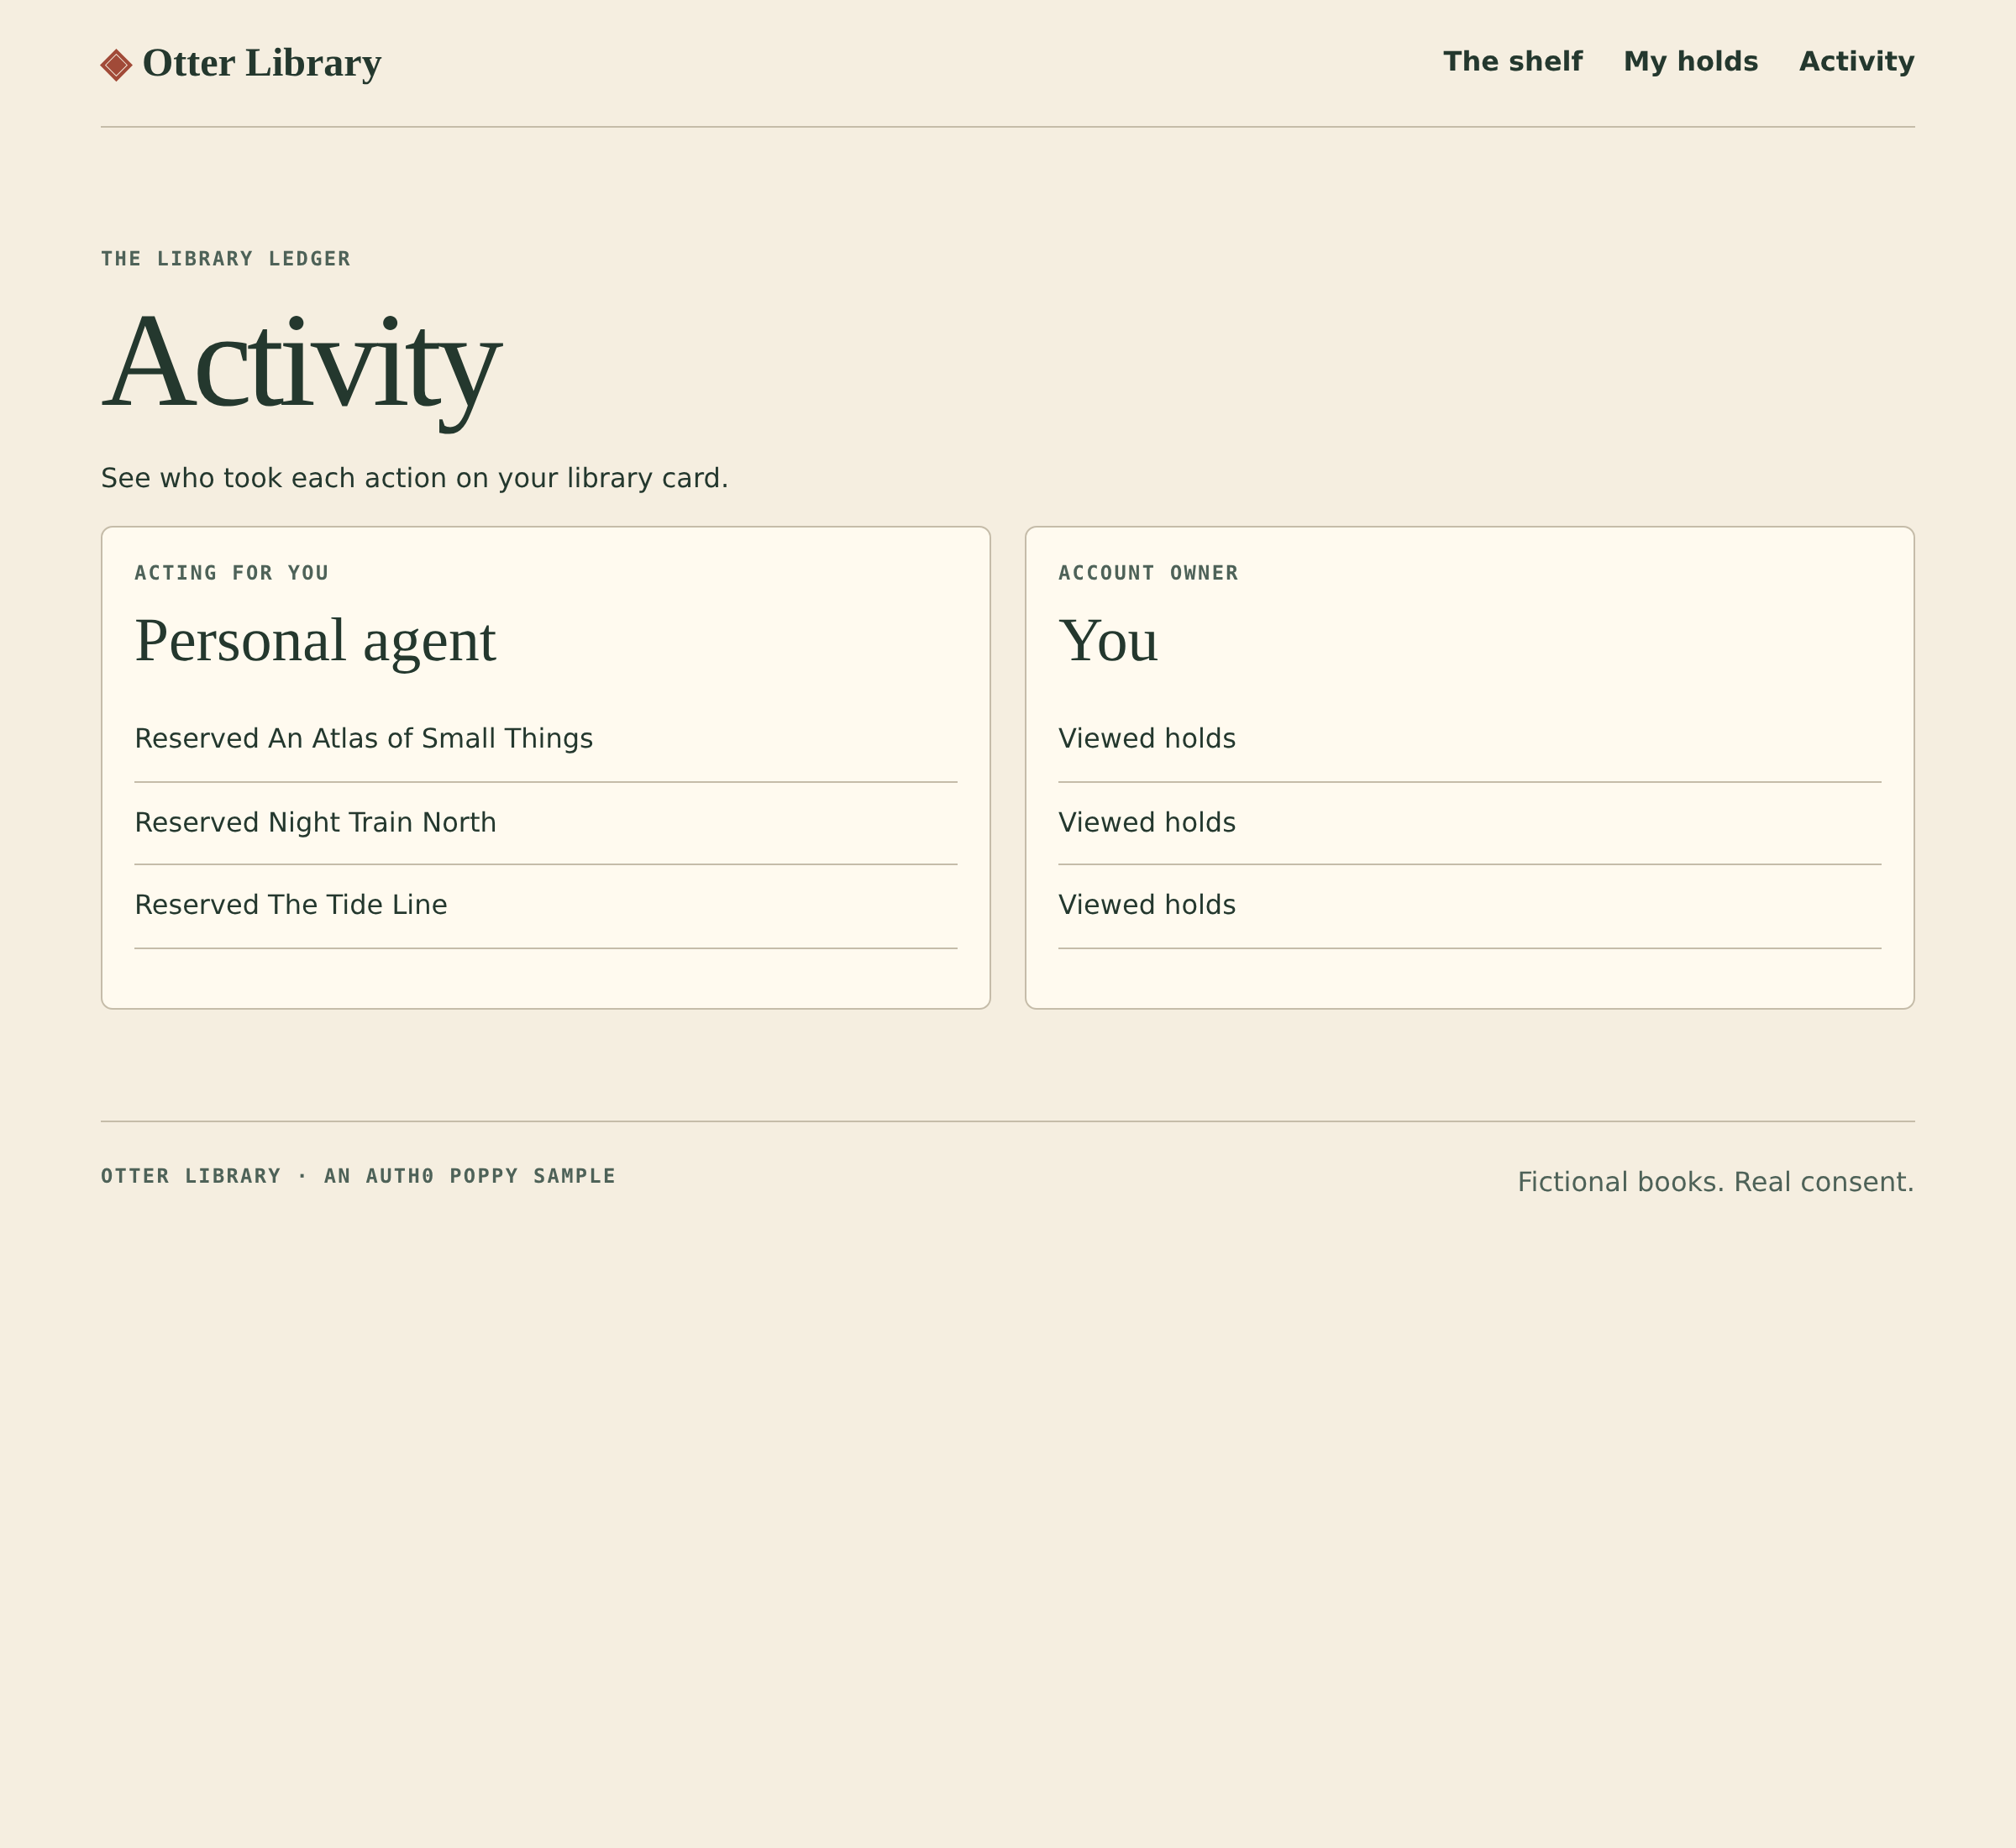 Otter Library
The shelf My holds Activity
THE LIBRARY LEDGER
Activity
See who took each action on your library card.
ACTING FOR YOU
Personal agent
Reserved An Atlas of Small Things
Reserved Night Train North
Reserved The Tide Line
ACCOUNT OWNER
You
Viewed holds
Viewed holds
Viewed holds
OTTER LIBRARY · AN AUTH0 POPPY SAMPLE
Fictional books. Real consent.